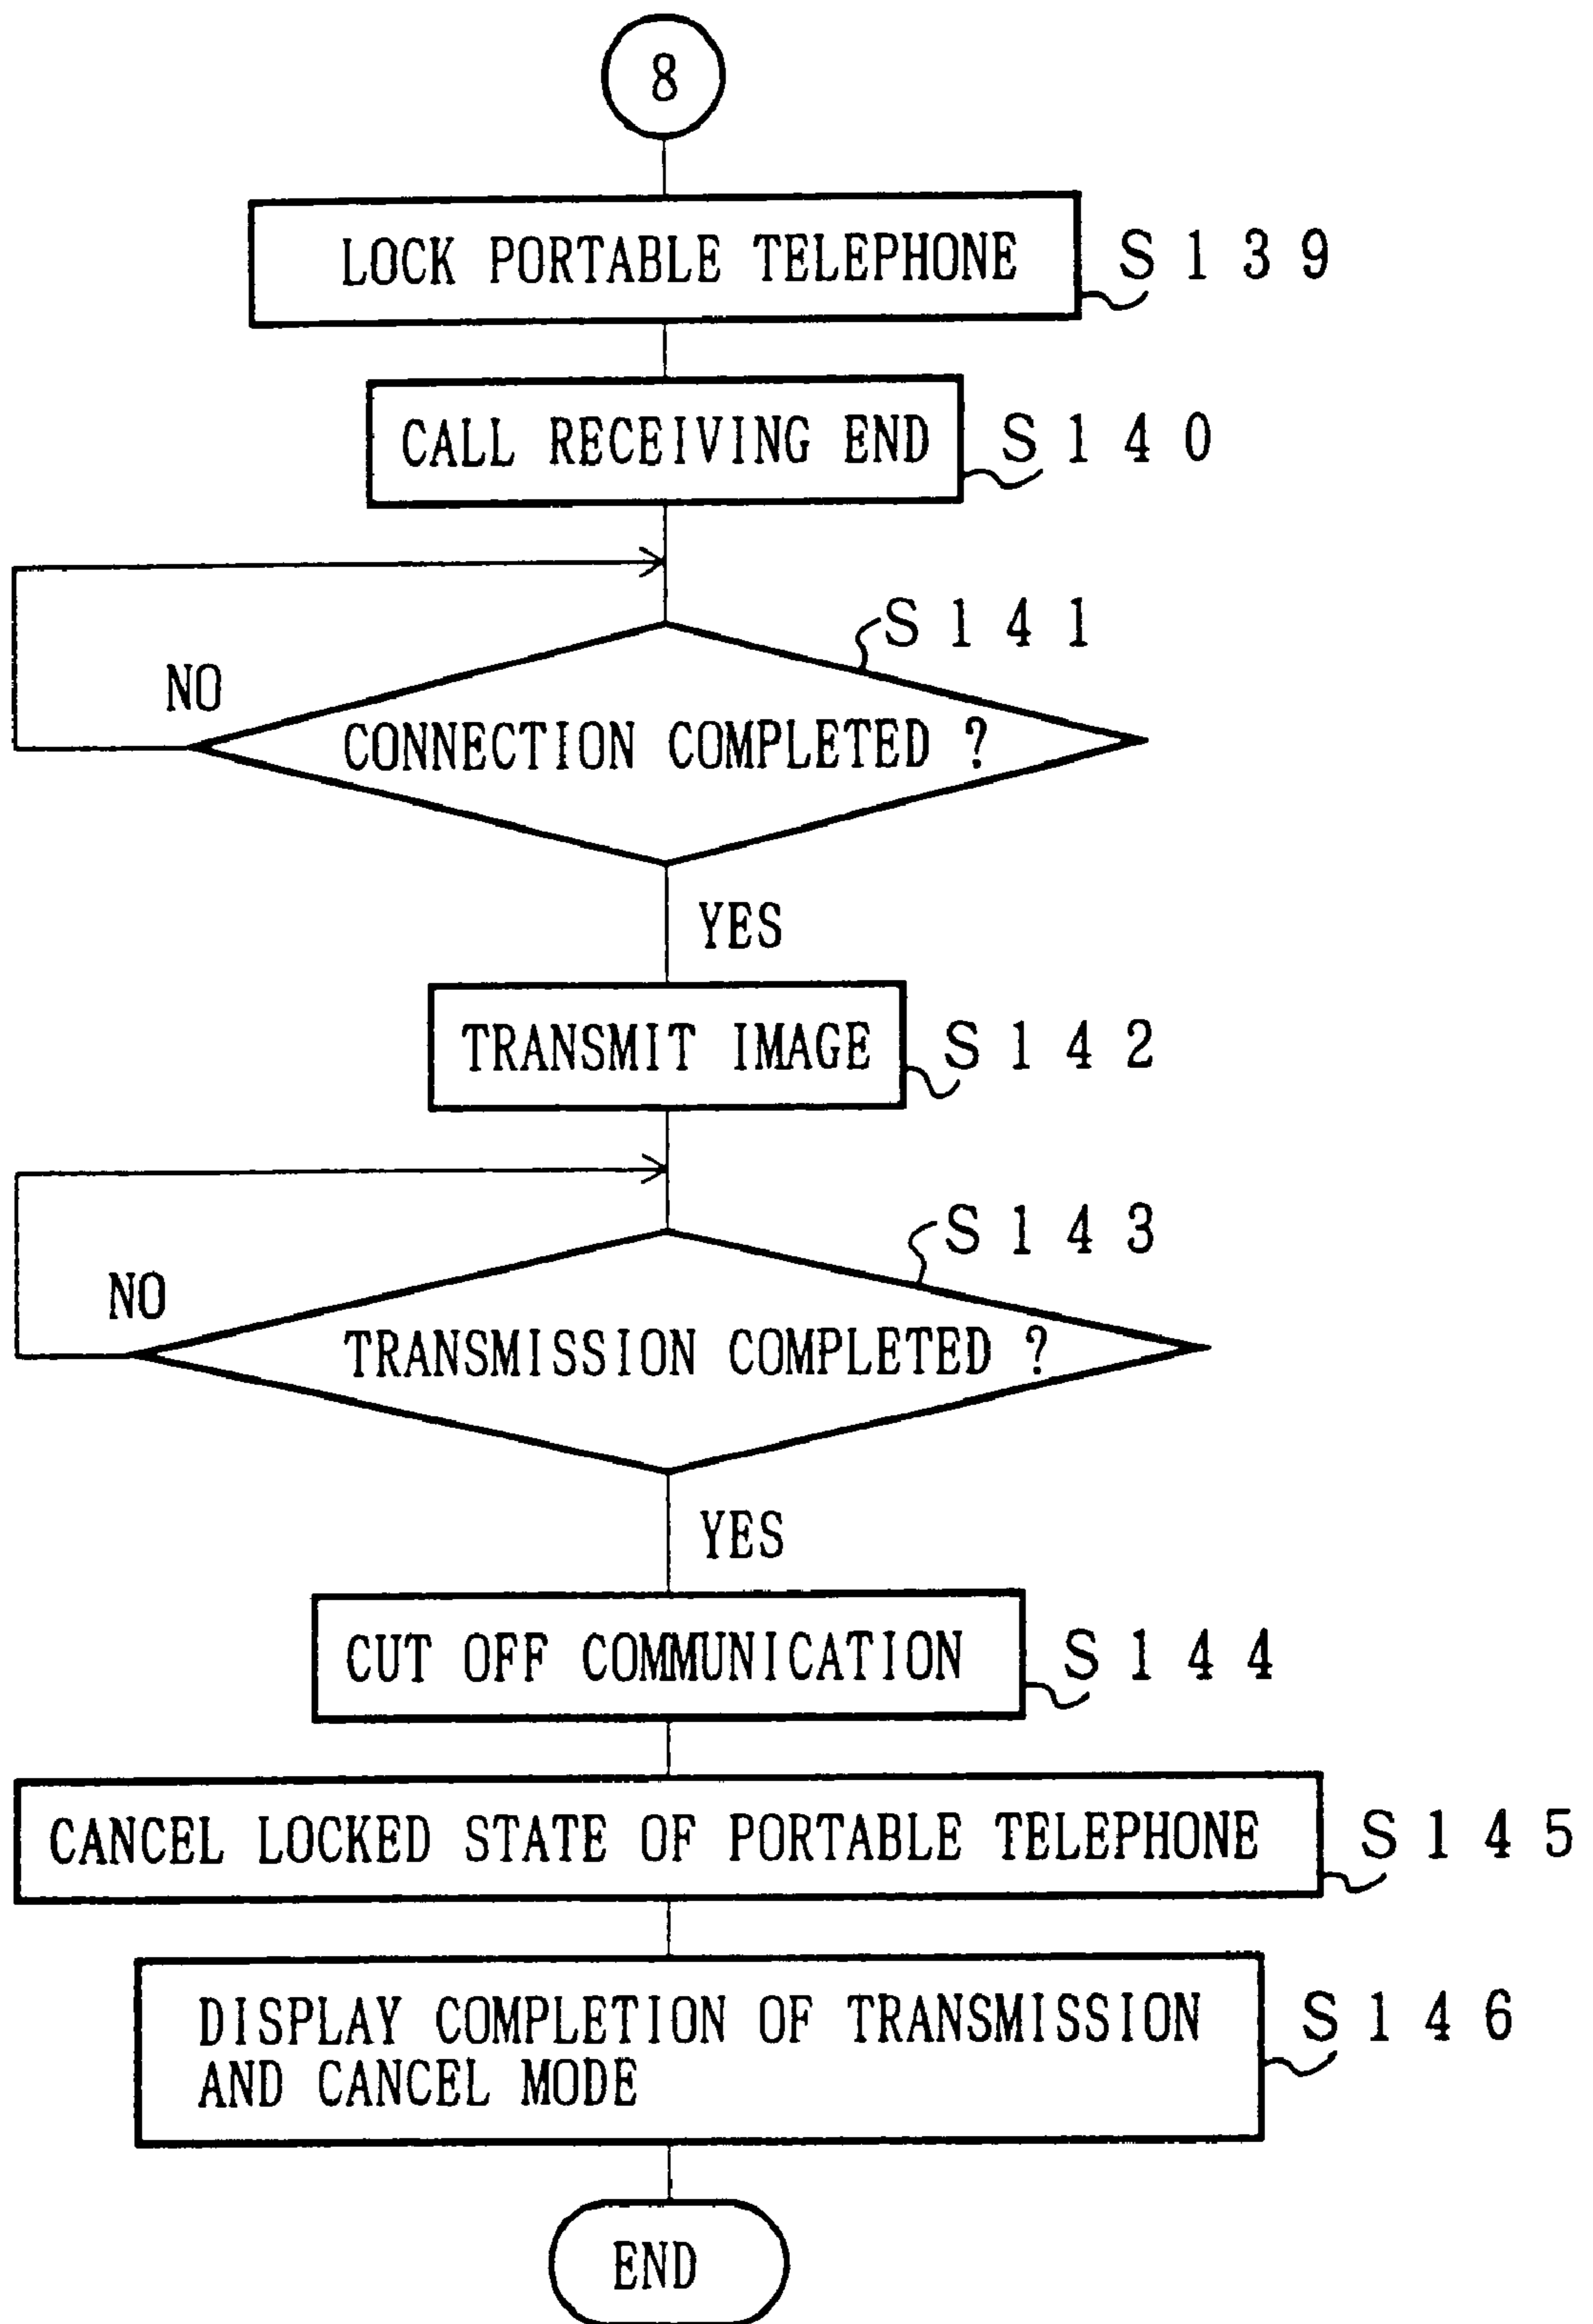 8
LOCK PORTABLE TELEPHONE
S139
CALL RECEIVING END
S140
S141
NO
CONNECTION COMPLETED ?
YES
TRANSMIT IMAGE
S142
S143
NO
TRANSMISSION COMPLETED ?
YES
CUT OFF COMMUNICATION
S144
CANCEL LOCKED STATE OF PORTABLE TELEPHONE
S145
DISPLAY COMPLETION OF TRANSMISSION
AND CANCEL MODE
S146
END